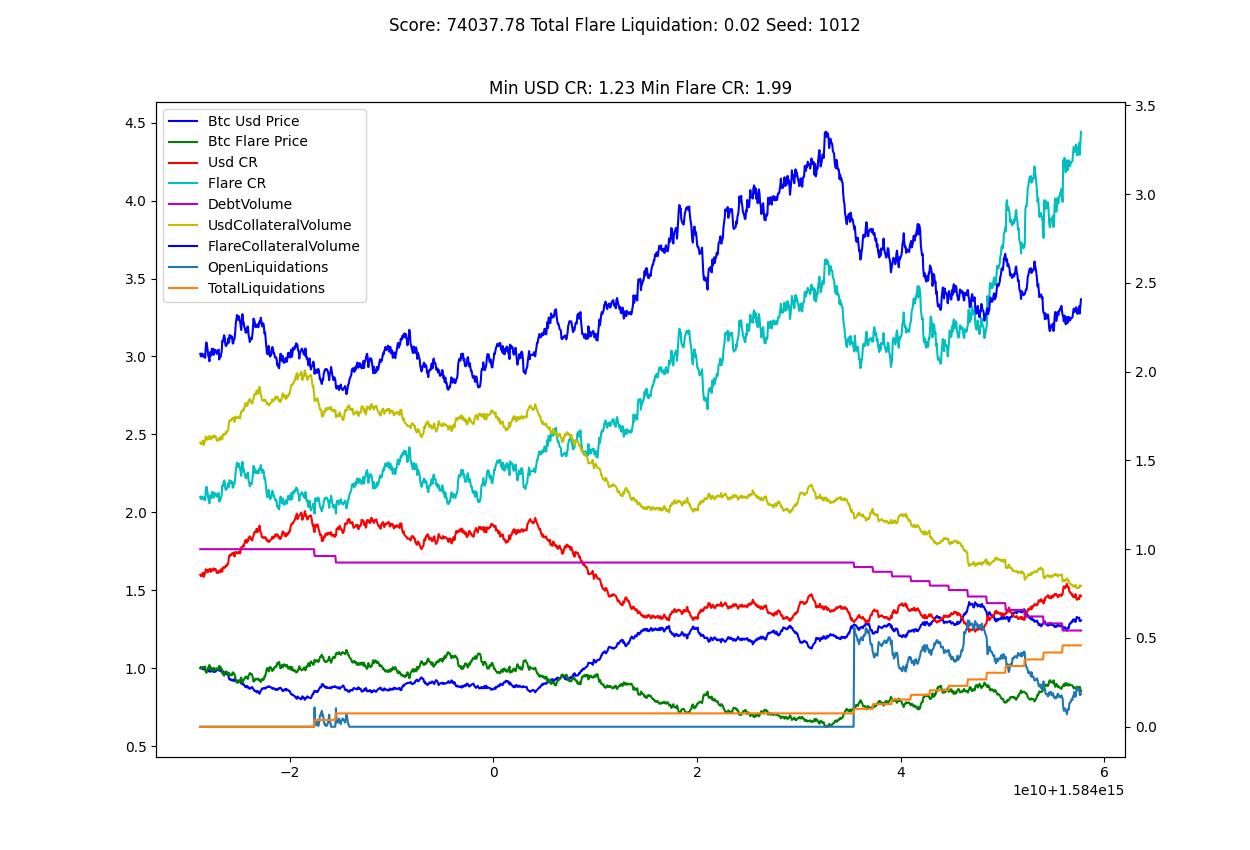 Score: 74037.78 Total Flare Liquidation: 0.02 Seed: 1012
Min USD CR: 1.23 Min Flare CR: 1.99
Btc Usd Price
Btc Flare Price
Usd CR
Flare CR
DebtVolume
UsdCollateralVolume
FlareCollateralVolume
OpenLiquidations
TotalLiquidations
4.5
4.0
3.5
3.0
2.5
2.0
1.5
1.0
0.5
3.5
3.0
2.5
2.0
1.5
1.0
0.5
0.0
−2 0 2 4 6
1e10+1.584e15